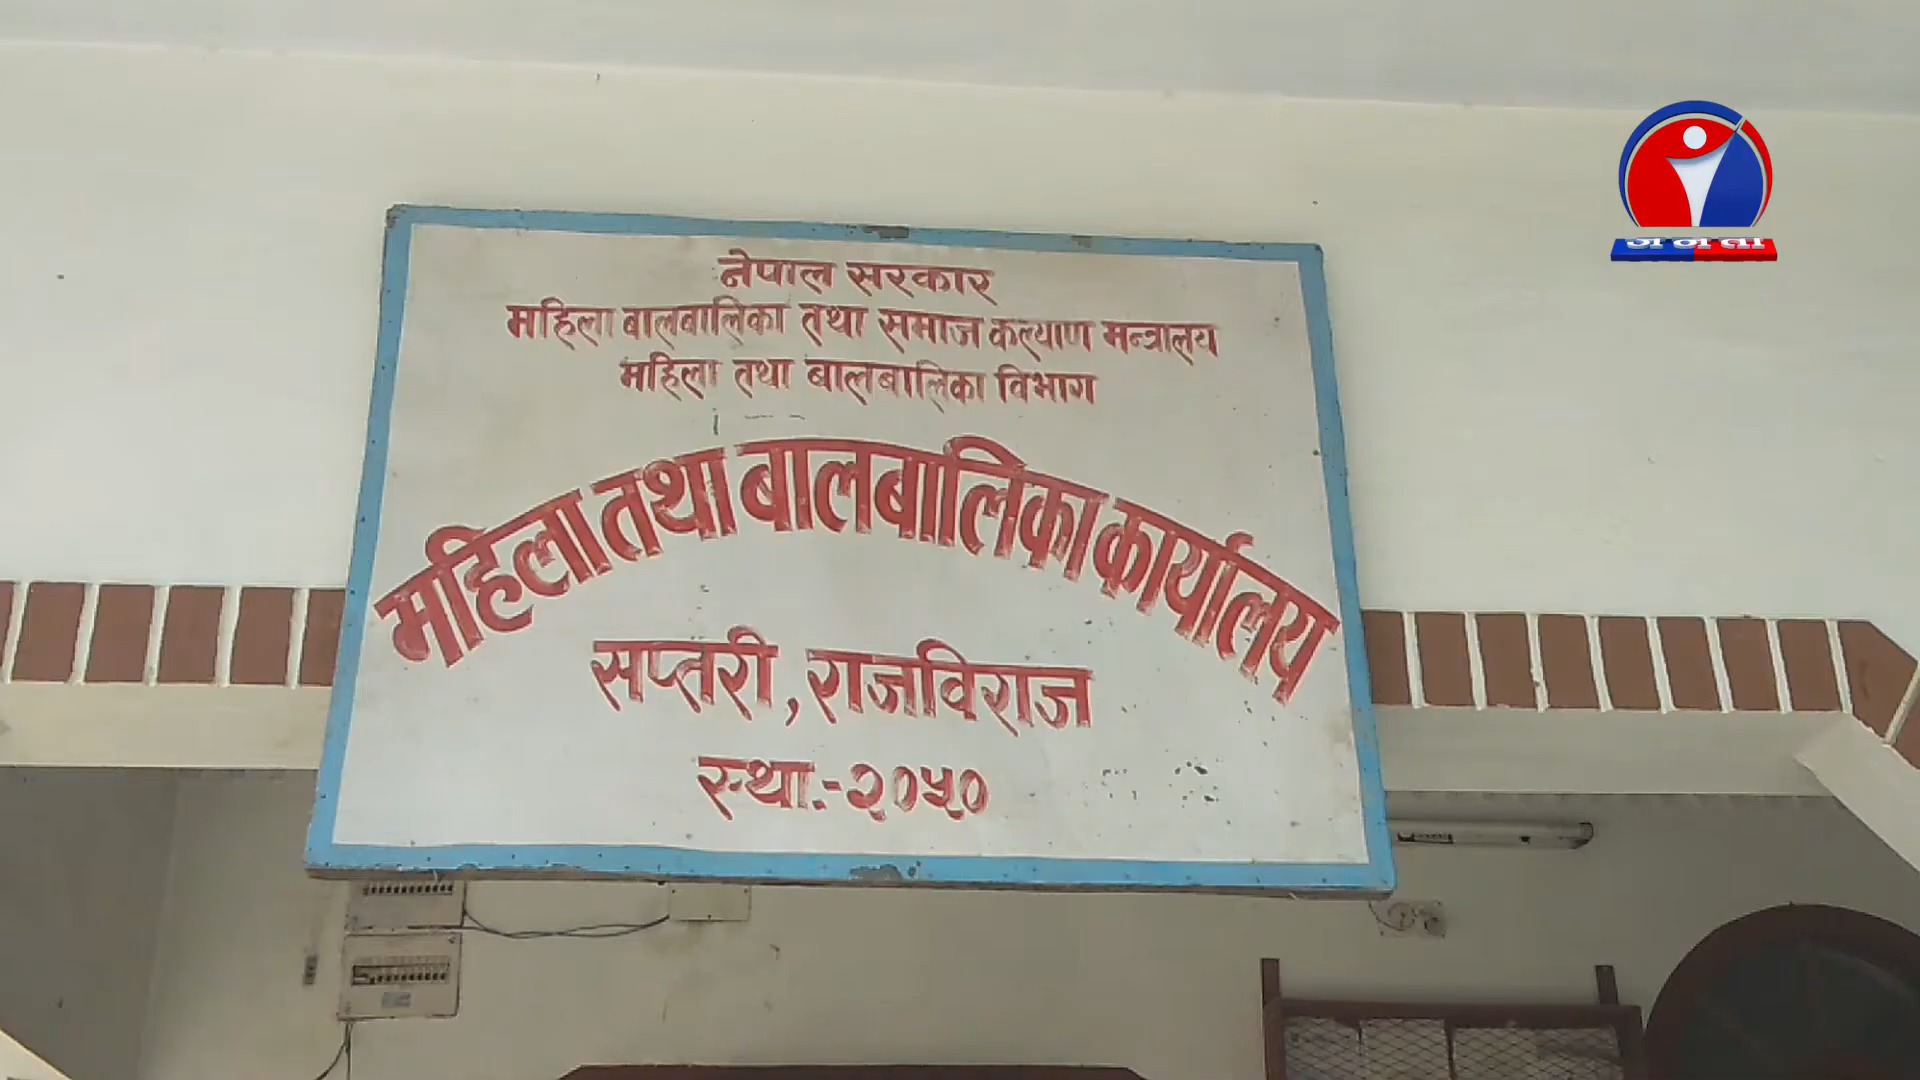 नेपाल सरकार
महिला बालबालिका तथा समाज कल्याण मन्त्रालय
महिला तथा बालबालिका विभाग
महिला तथा बालबालिका कार्यालय
सप्तरी, राजविराज
स्था.:-२०५०
जनता